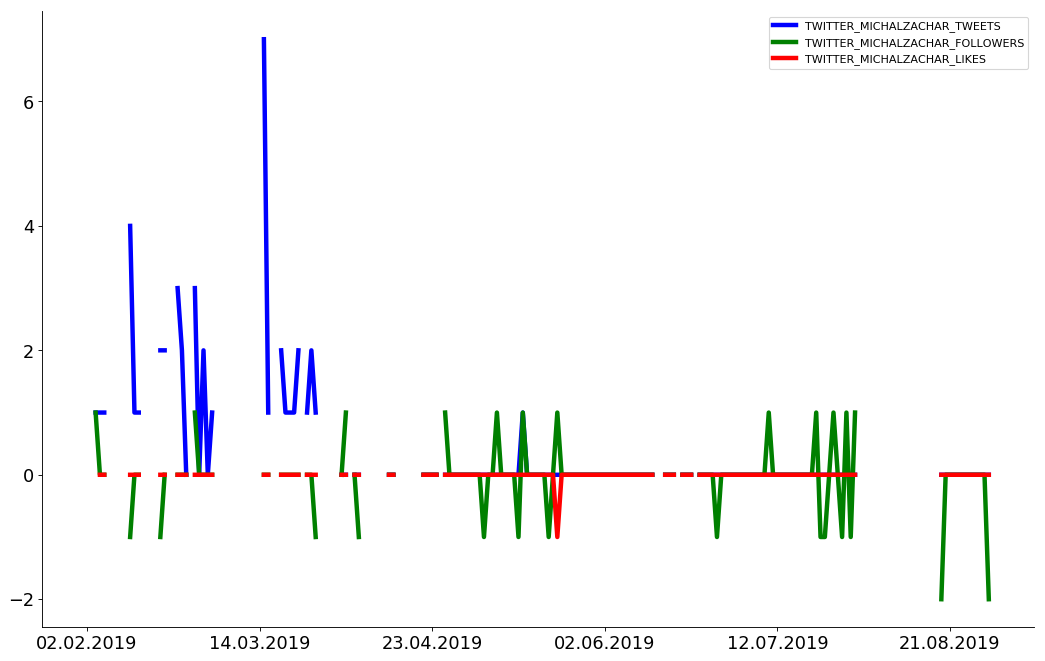 TWITTER_MICHALZACHAR_TWEETS
TWITTER_MICHALZACHAR_FOLLOWERS
TWITTER_MICHALZACHAR_LIKES
6
4
2
0
−2
02.02.2019 14.03.2019 23.04.2019 02.06.2019 12.07.2019 21.08.2019